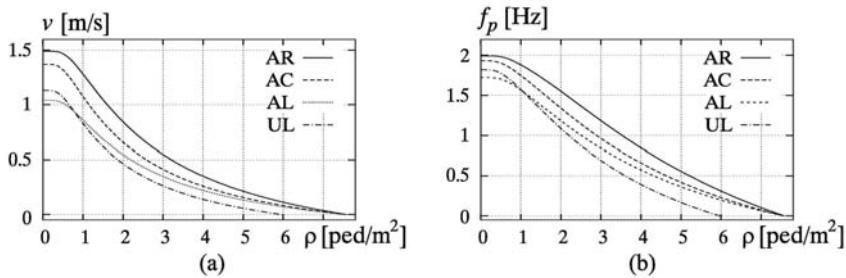 v [m/s]
1.5
1
0.5
0
0 1 2 3 4 5 6 ρ [ped/m²]
AR
AC
AL
UL
(a)
f_p [Hz]
2
1.5
1
0.5
0
0 1 2 3 4 5 6 ρ [ped/m²]
AR
AC
AL
UL
(b)